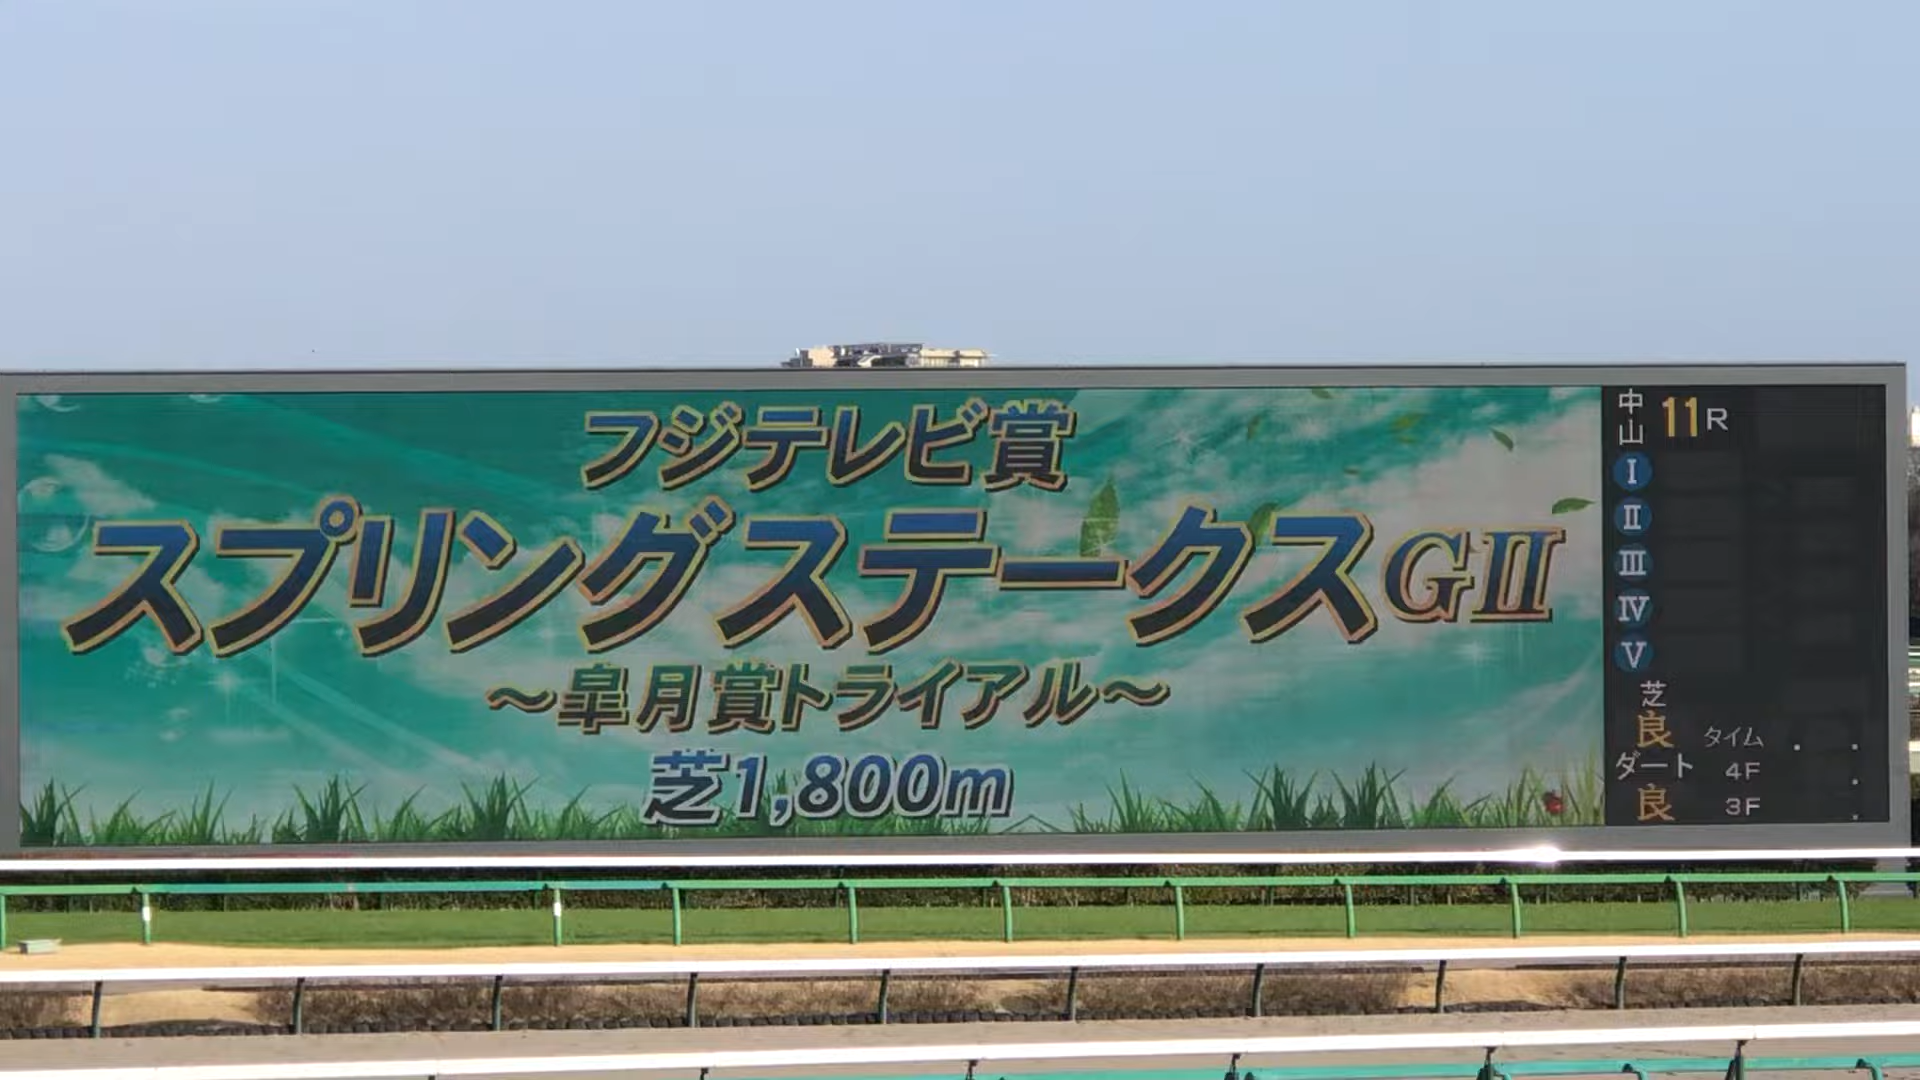 フジテレビ賞
スプリングステークスGⅡ
～皐月賞トライアル～
芝1,800m
中山 11R
Ⅰ
Ⅱ
Ⅲ
Ⅳ
Ⅴ
芝
良 タイム . .
ダート 4F .
良 3F .